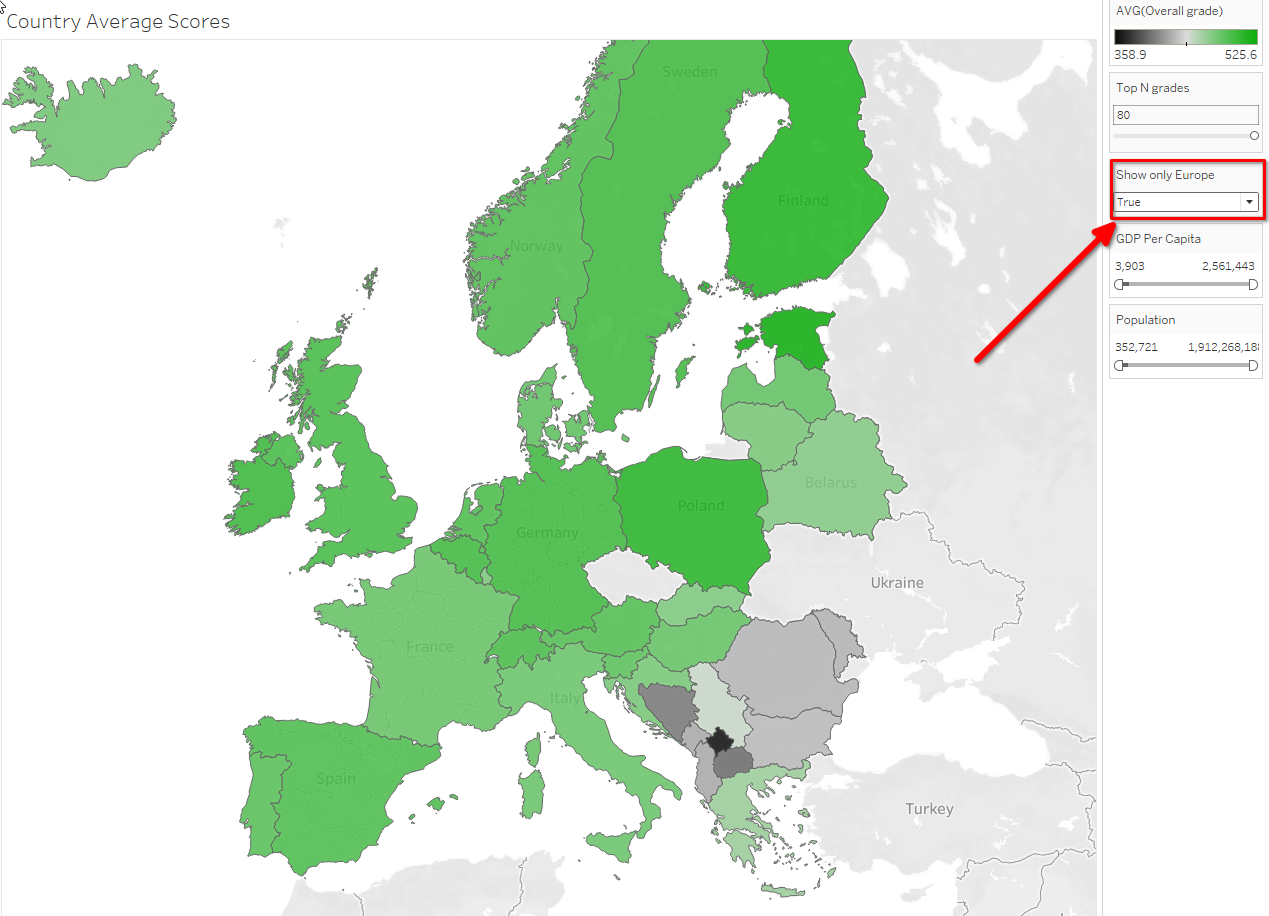 Country Average Scores
Sweden
Finland
Norway
Belarus
Poland
Germany
Ukraine
France
Italy
Spain
Turkey
AVG(Overall grade)
358.9 525.6
Top N grades
80
Show only Europe
True
GDP Per Capita
3,903 2,561,443
Population
352,721 1,912,268,18